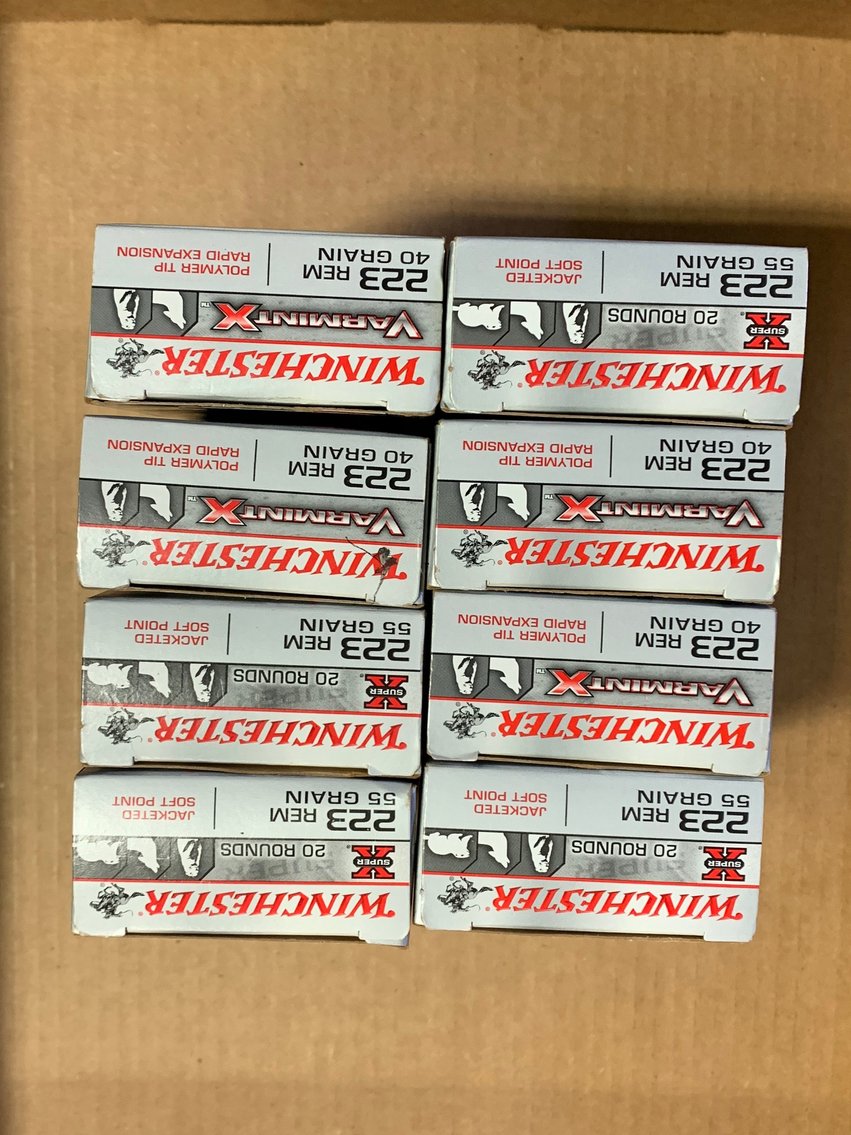 WINCHESTER®
SUPER X 20 ROUNDS
223 REM
55 GRAIN
JACKETED
SOFT POINT
WINCHESTER®
SUPER X 20 ROUNDS
223 REM
55 GRAIN
JACKETED
SOFT POINT
WINCHESTER®
VARMINT X™
223 REM
40 GRAIN
POLYMER TIP
RAPID EXPANSION
WINCHESTER®
SUPER X 20 ROUNDS
223 REM
55 GRAIN
JACKETED
SOFT POINT
WINCHESTER®
VARMINT X™
223 REM
40 GRAIN
POLYMER TIP
RAPID EXPANSION
WINCHESTER®
VARMINT X™
223 REM
40 GRAIN
POLYMER TIP
RAPID EXPANSION
WINCHESTER®
SUPER X 20 ROUNDS
223 REM
55 GRAIN
JACKETED
SOFT POINT
WINCHESTER®
VARMINT X™
223 REM
40 GRAIN
POLYMER TIP
RAPID EXPANSION